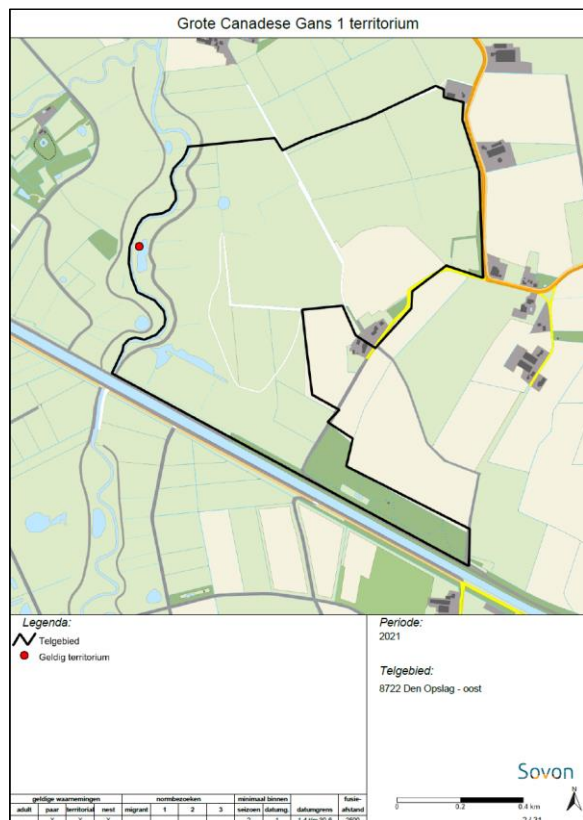 Grote Canadese Gans 1 territorium
Legenda:
Telgebied
Geldig territorium
Periode:
2021
Telgebied:
8722 Den Opslag - oost
Sovon
N
0 0.2 0.4 km
geldige waarnemingen normbezoeken minimaal binnen fusie-
adult paar territorial nest migrant 1 2 3 seizoen datumg. datumgrens afstand